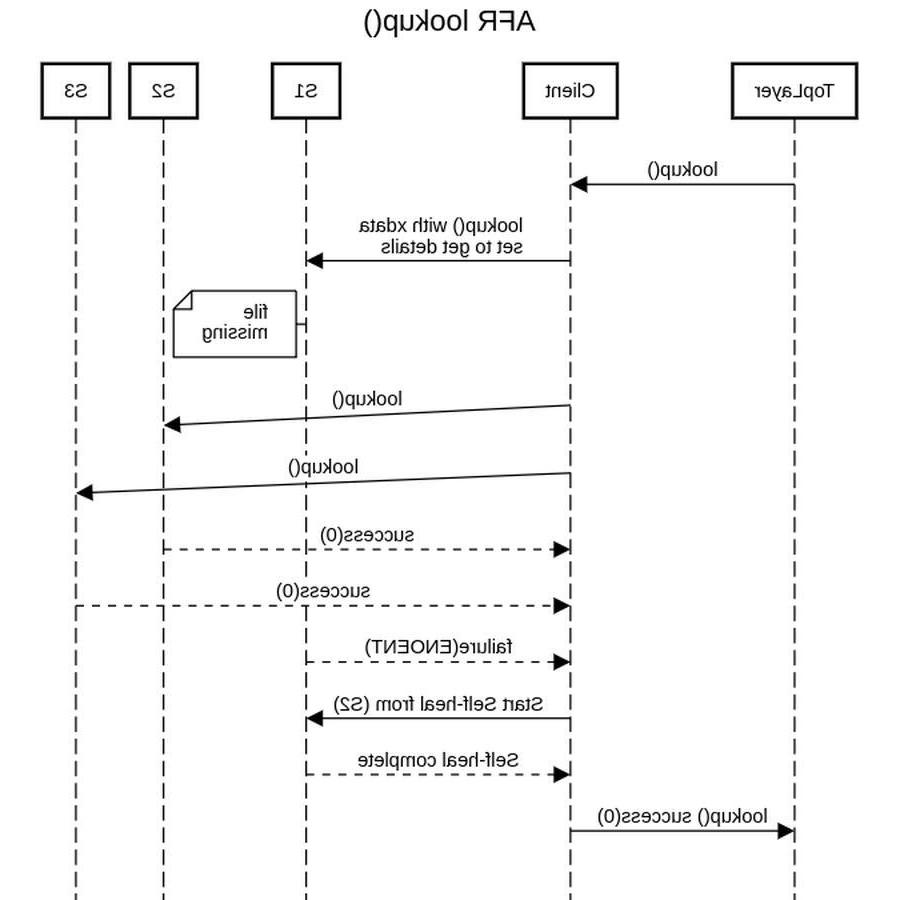 AFR lookup()
TopLayer
Client
S1
S2
S3
lookup()
lookup() with xdata
set to get details
file
missing
lookup()
lookup()
success(0)
success(0)
failure(ENOENT)
Start Self-heal from (S2)
Self-heal complete
lookup() success(0)